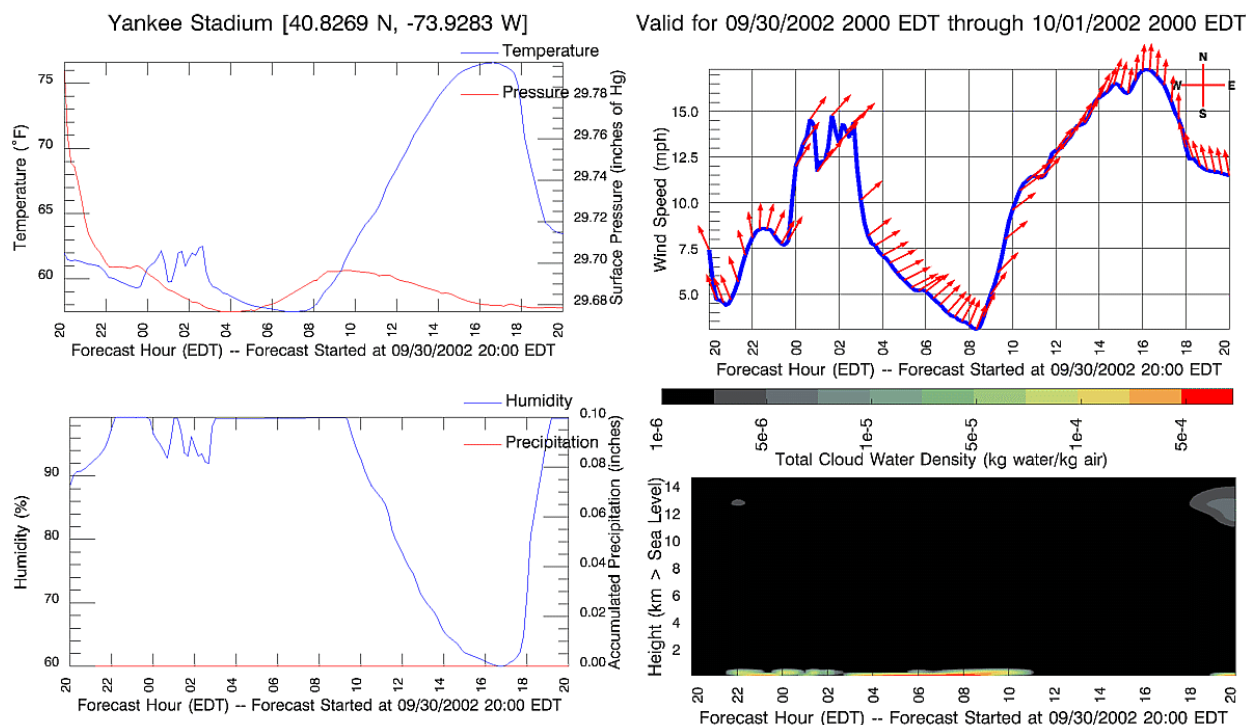 Yankee Stadium [40.8269 N, -73.9283 W]
Valid for 09/30/2002 2000 EDT through 10/01/2002 2000 EDT
Temperature
Pressure
Temperature (°F)
75
70
65
60
Surface Pressure (inches of Hg)
29.78
29.76
29.74
29.72
29.70
29.68
20 22 00 02 04 06 08 10 12 14 16 18 20
Forecast Hour (EDT) -- Forecast Started at 09/30/2002 20:00 EDT
N
W E
S
Wind Speed (mph)
15.0
12.5
10.0
7.5
5.0
20 22 00 02 04 06 08 10 12 14 16 18 20
Forecast Hour (EDT) -- Forecast Started at 09/30/2002 20:00 EDT
Humidity
Precipitation
Humidity (%)
90
80
70
60
Accumulated Precipitation (inches)
0.10
0.08
0.06
0.04
0.02
0.00
20 22 00 02 04 06 08 10 12 14 16 18 20
Forecast Hour (EDT) -- Forecast Started at 09/30/2002 20:00 EDT
1e-6 5e-6 1e-5 5e-5 1e-4 5e-4
Total Cloud Water Density (kg water/kg air)
Height (km > Sea Level)
14
12
10
8
6
4
2
20 22 00 02 04 06 08 10 12 14 16 18 20
Forecast Hour (EDT) -- Forecast Started at 09/30/2002 20:00 EDT